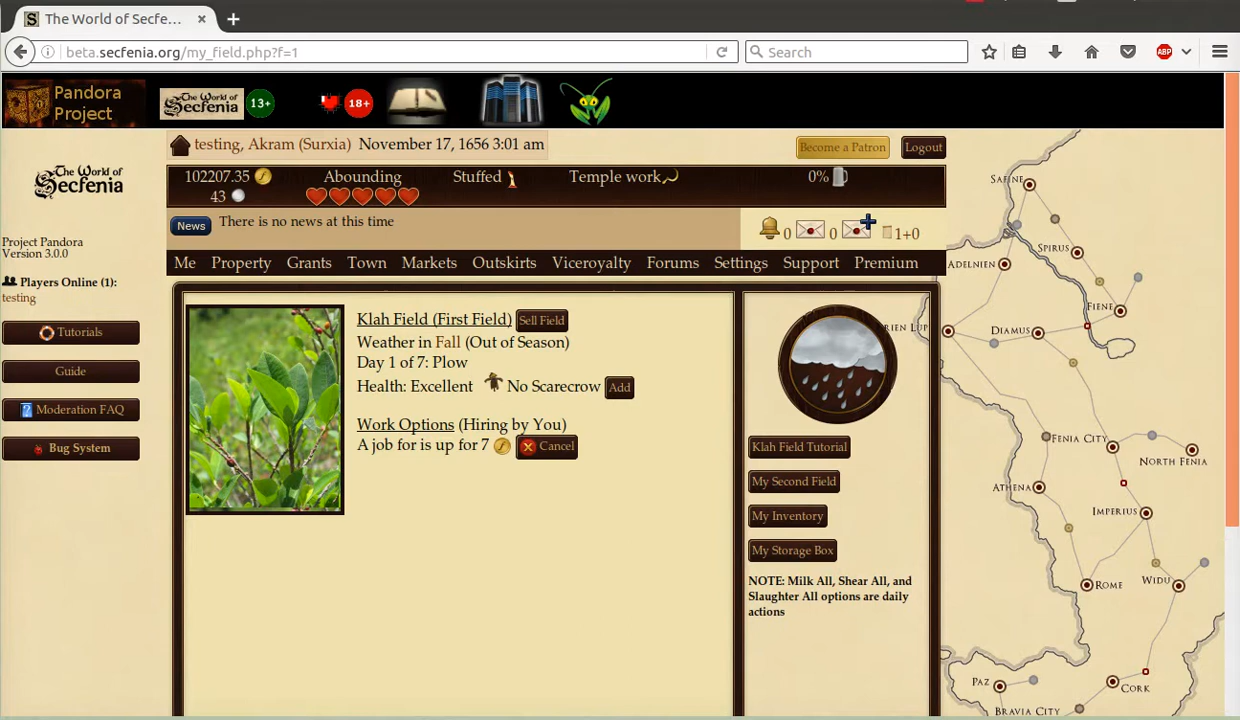 The World of Secfe...
beta.secfenia.org/my_field.php?f=1
Search
ABP
Pandora
Project
The World of
Secfenia
13+
18+
testing, Akram (Surxia) November 17, 1656 3:01 am
Become a Patron
Logout
102207.35
Abounding
Stuffed
Temple work
0%
43
News
There is no news at this time
0
0
1+0
Me
Property
Grants
Town
Markets
Outskirts
Viceroyalty
Forums
Settings
Support
Premium
The World of
Secfenia
Project Pandora
Version 3.0.0
Players Online (1):
testing
Tutorials
Guide
Moderation FAQ
Bug System
Klah Field (First Field)
Sell Field
Weather in Fall (Out of Season)
Day 1 of 7: Plow
Health: Excellent
No Scarecrow
Add
Work Options (Hiring by You)
A job for is up for 7
Cancel
Klah Field Tutorial
My Second Field
My Inventory
My Storage Box
NOTE: Milk All, Shear All, and
Slaughter All options are daily
actions
Spirus
Adelnien
Fiene
Diamus
Fenia City
North Fenia
Athena
Imperius
Rome
Widu
Paz
Cork
Bravia City